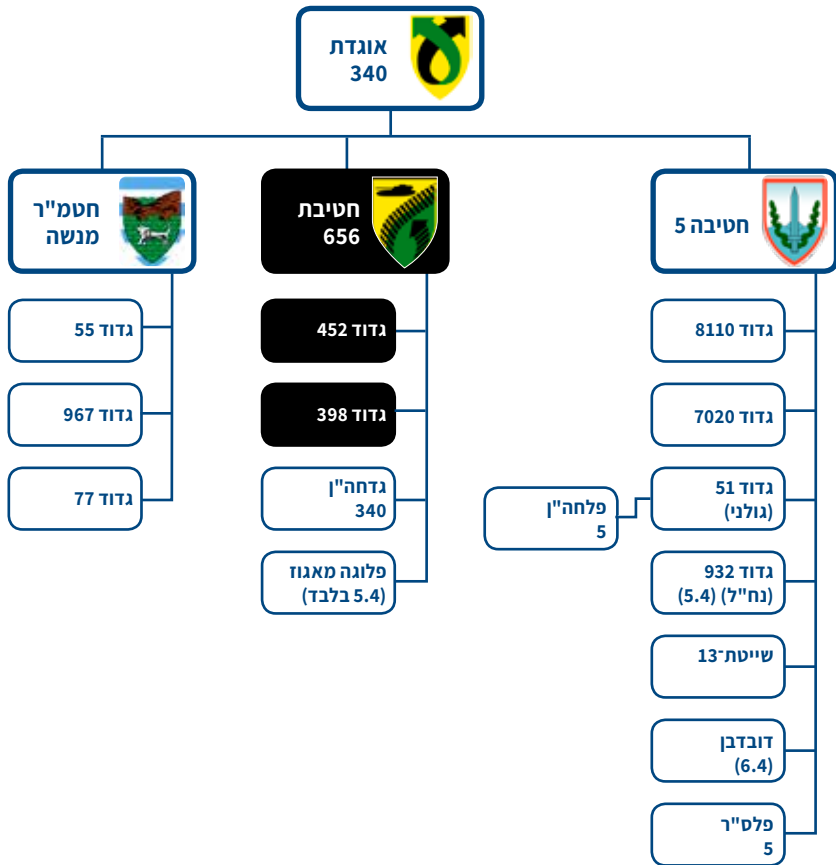 אוגדת
340
חטיבה 5
גדוד 8110
גדוד 7020
גדוד 51
(גולני)
פלחה"ן
5
גדוד 932
(נח"ל) (5.4)
שייטת־13
דובדבן
(6.4)
פלס"ר
5
חטיבת
656
גדוד 452
גדוד 398
גדחה"ן
340
פלוגה מאגוז
(5.4 בלבד)
חטמ"ר
מנשה
גדוד 55
גדוד 967
גדוד 77